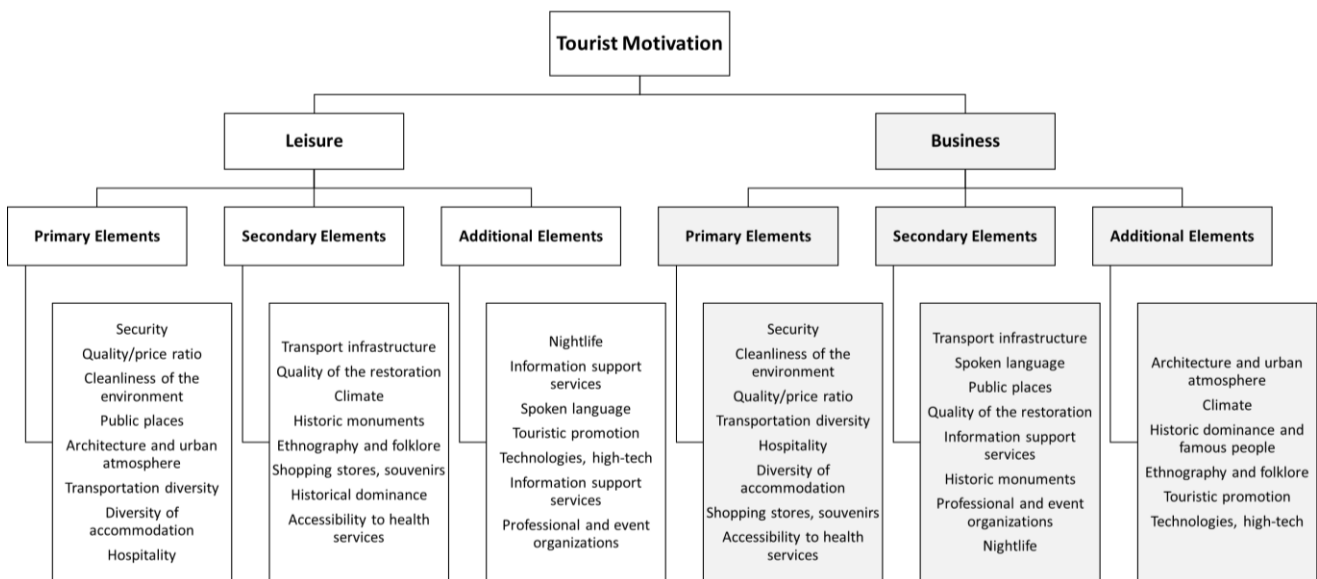 Tourist Motivation
Leisure
Business
Primary Elements
Secondary Elements
Additional Elements
Primary Elements
Secondary Elements
Additional Elements
Security
Quality/price ratio
Cleanliness of the
environment
Public places
Architecture and urban
atmosphere
Transportation diversity
Diversity of
accommodation
Hospitality
Transport infrastructure
Quality of the restoration
Climate
Historic monuments
Ethnography and folklore
Shopping stores, souvenirs
Historical dominance
Accessibility to health
services
Nightlife
Information support
services
Spoken language
Touristic promotion
Technologies, high-tech
Information support
services
Professional and event
organizations
Security
Cleanliness of the
environment
Quality/price ratio
Transportation diversity
Hospitality
Diversity of
accommodation
Shopping stores, souvenirs
Accessibility to health
services
Transport infrastructure
Spoken language
Public places
Quality of the restoration
Information support
services
Historic monuments
Professional and event
organizations
Nightlife
Architecture and urban
atmosphere
Climate
Historic dominance and
famous people
Ethnography and folklore
Touristic promotion
Technologies, high-tech